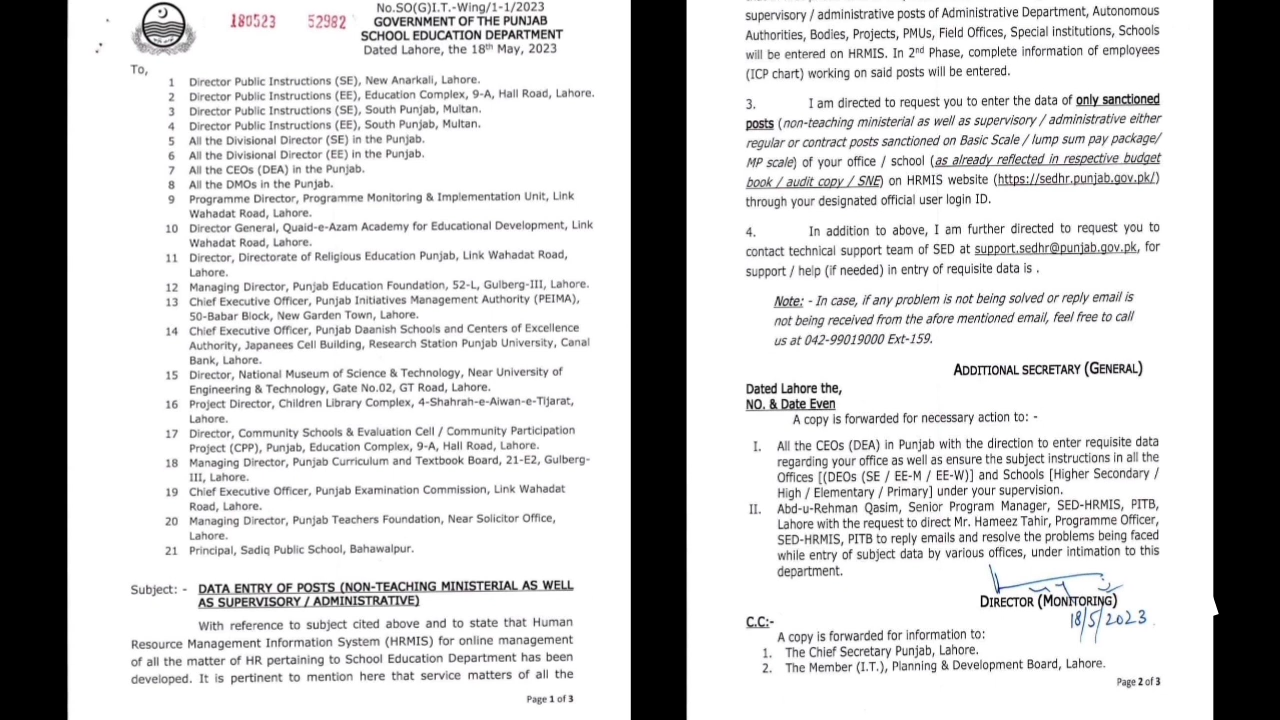 180523 52982
No.SO(G)I.T.-Wing/1-1/2023
GOVERNMENT OF THE PUNJAB
SCHOOL EDUCATION DEPARTMENT
Dated Lahore, the 18th May, 2023
To,
1 Director Public Instructions (SE), New Anarkali, Lahore.
2 Director Public Instructions (EE), Education Complex, 9-A, Hall Road, Lahore.
3 Director Public Instructions (SE), South Punjab, Multan.
4 Director Public Instructions (EE), South Punjab, Multan.
5 All the Divisional Director (SE) in the Punjab.
6 All the Divisional Director (EE) in the Punjab.
7 All the CEOs (DEA) in the Punjab.
8 All the DMOs in the Punjab.
9 Programme Director, Programme Monitoring & Implementation Unit, Link
Wahadat Road, Lahore.
10 Director General, Quaid-e-Azam Academy for Educational Development, Link
Wahadat Road, Lahore.
11 Director, Directorate of Religious Education Punjab, Link Wahadat Road,
Lahore.
12 Managing Director, Punjab Education Foundation, 52-L, Gulberg-III, Lahore.
13 Chief Executive Officer, Punjab Initiatives Management Authority (PEIMA),
50-Babar Block, New Garden Town, Lahore.
14 Chief Executive Officer, Punjab Daanish Schools and Centers of Excellence
Authority, Japanees Cell Building, Research Station Punjab University, Canal
Bank, Lahore.
15 Director, National Museum of Science & Technology, Near University of
Engineering & Technology, Gate No.02, GT Road, Lahore.
16 Project Director, Children Library Complex, 4-Shahrah-e-Aiwan-e-Tijarat,
Lahore.
17 Director, Community Schools & Evaluation Cell / Community Participation
Project (CPP), Punjab, Education Complex, 9-A, Hall Road, Lahore.
18 Managing Director, Punjab Curriculum and Textbook Board, 21-E2, Gulberg-
III, Lahore.
19 Chief Executive Officer, Punjab Examination Commission, Link Wahadat
Road, Lahore.
20 Managing Director, Punjab Teachers Foundation, Near Solicitor Office,
Lahore.
21 Principal, Sadiq Public School, Bahawalpur.
Subject: - DATA ENTRY OF POSTS (NON-TEACHING MINISTERIAL AS WELL
AS SUPERVISORY / ADMINISTRATIVE)
With reference to subject cited above and to state that Human
Resource Management Information System (HRMIS) for online management
of all the matter of HR pertaining to School Education Department has been
developed. It is pertinent to mention here that service matters of all the
Page 1 of 3
supervisory / administrative posts of Administrative Department, Autonomous
Authorities, Bodies, Projects, PMUs, Field Offices, Special institutions, Schools
will be entered on HRMIS. In 2nd Phase, complete information of employees
(ICP chart) working on said posts will be entered.
3. I am directed to request you to enter the data of only sanctioned
posts (non-teaching ministerial as well as supervisory / administrative either
regular or contract posts sanctioned on Basic Scale / lump sum pay package/
MP scale) of your office / school (as already reflected in respective budget
book / audit copy / SNE) on HRMIS website (https://sedhr.punjab.gov.pk/)
through your designated official user login ID.
4. In addition to above, I am further directed to request you to
contact technical support team of SED at support.sedhr@punjab.gov.pk, for
support / help (if needed) in entry of requisite data is .
Note: - In case, if any problem is not being solved or reply email is
not being received from the afore mentioned email, feel free to call
us at 042-99019000 Ext-159.
ADDITIONAL SECRETARY (GENERAL)
Dated Lahore the,
NO. & Date Even
A copy is forwarded for necessary action to: -
I. All the CEOs (DEA) in Punjab with the direction to enter requisite data
regarding your office as well as ensure the subject instructions in all the
Offices [(DEOs (SE / EE-M / EE-W)] and Schools [Higher Secondary /
High / Elementary / Primary] under your supervision.
II. Abd-u-Rehman Qasim, Senior Program Manager, SED-HRMIS, PITB,
Lahore with the request to direct Mr. Hameez Tahir, Programme Officer,
SED-HRMIS, PITB to reply emails and resolve the problems being faced
while entry of subject data by various offices, under intimation to this
department.
DIRECTOR (MONITORING)
18/5/2023
C.C:-
A copy is forwarded for information to:
1. The Chief Secretary Punjab, Lahore.
2. The Member (I.T.), Planning & Development Board, Lahore.
Page 2 of 3